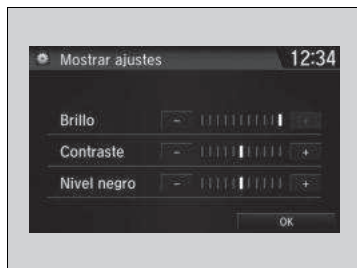 Mostrar ajustes 12:34
Brillo - +
Contraste - +
Nivel negro - +
OK